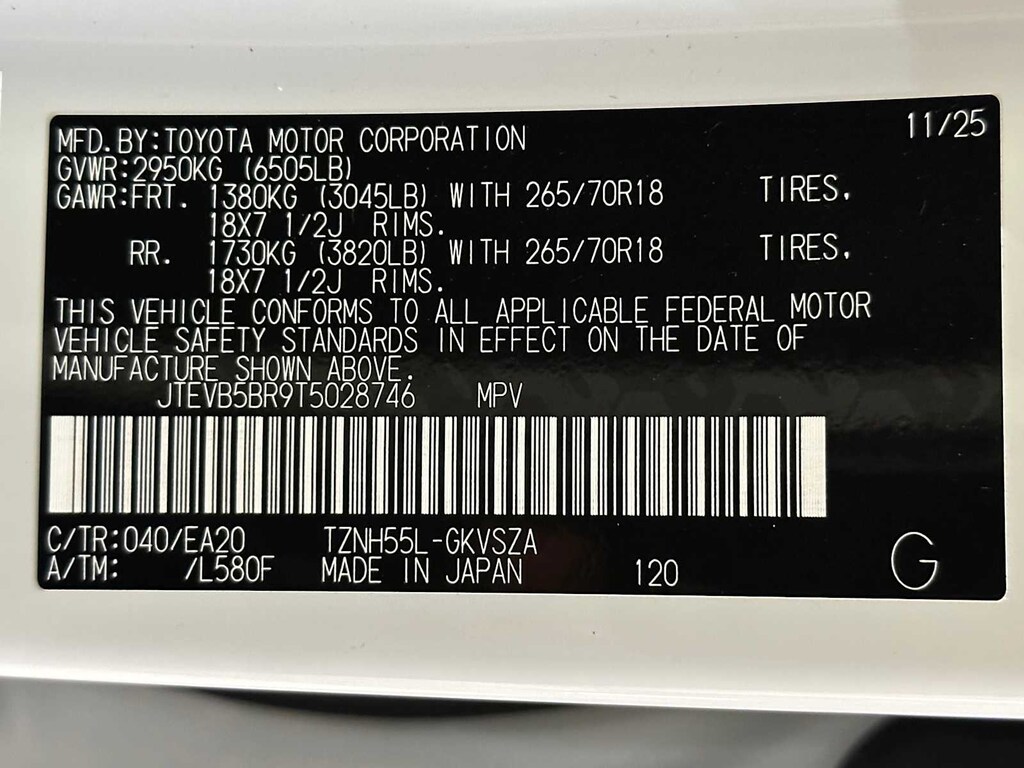 11/25
MFD.BY:TOYOTA MOTOR CORPORATION
GVWR:2950KG (6505LB)
GAWR:FRT. 1380KG (3045LB) WITH 265/70R18 TIRES,
18X7 1/2J RIMS.
RR. 1730KG (3820LB) WITH 265/70R18 TIRES,
18X7 1/2J RIMS.
THIS VEHICLE CONFORMS TO ALL APPLICABLE FEDERAL MOTOR
VEHICLE SAFETY STANDARDS IN EFFECT ON THE DATE OF
MANUFACTURE SHOWN ABOVE.
JTEVB5BR9T5028746 MPV
C/TR:040/EA20 TZNH55L-GKVSZA
A/TM: /L580F MADE IN JAPAN 120
G